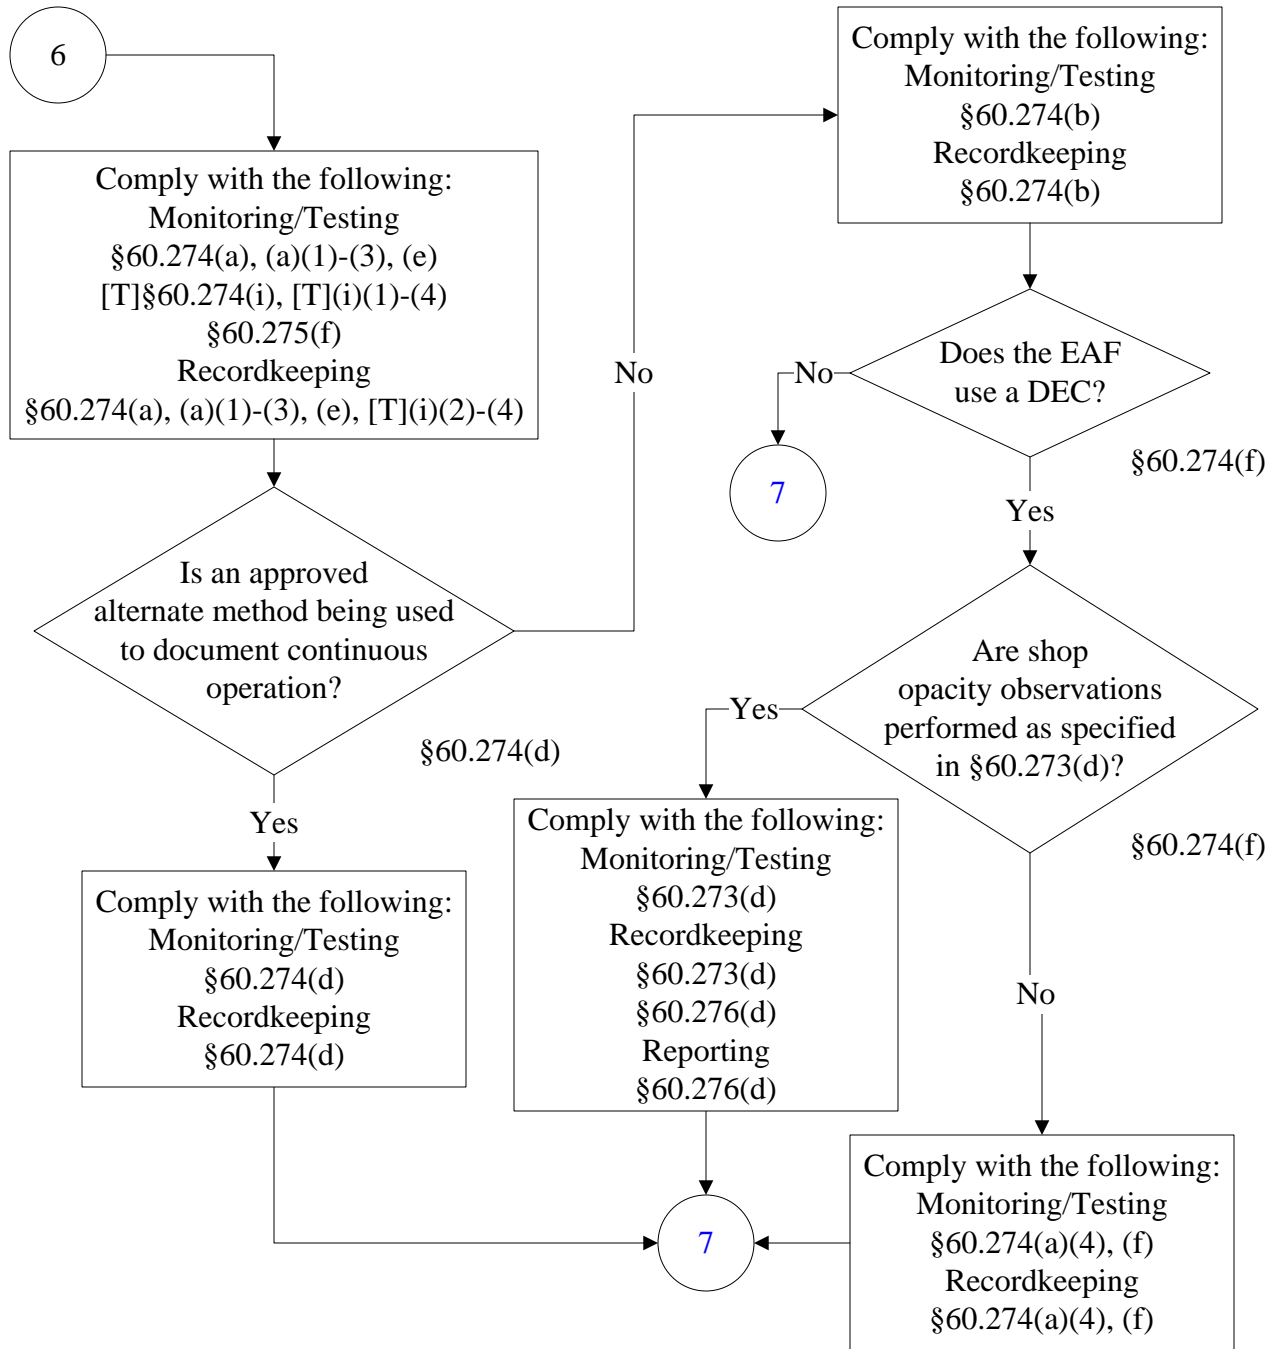 6
Comply with the following:
Monitoring/Testing
§60.274(a), (a)(1)-(3), (e)
[T]§60.274(i), [T](i)(1)-(4)
§60.275(f)
Recordkeeping
§60.274(a), (a)(1)-(3), (e), [T](i)(2)-(4)
Is an approved
alternate method being used
to document continuous
operation?
§60.274(d)
Yes
Comply with the following:
Monitoring/Testing
§60.274(d)
Recordkeeping
§60.274(d)
No
Comply with the following:
Monitoring/Testing
§60.274(b)
Recordkeeping
§60.274(b)
Does the EAF
use a DEC?
§60.274(f)
No
7
Yes
Are shop
opacity observations
performed as specified
in §60.273(d)?
§60.274(f)
Yes
Comply with the following:
Monitoring/Testing
§60.273(d)
Recordkeeping
§60.273(d)
§60.276(d)
Reporting
§60.276(d)
No
Comply with the following:
Monitoring/Testing
§60.274(a)(4), (f)
Recordkeeping
§60.274(a)(4), (f)
7